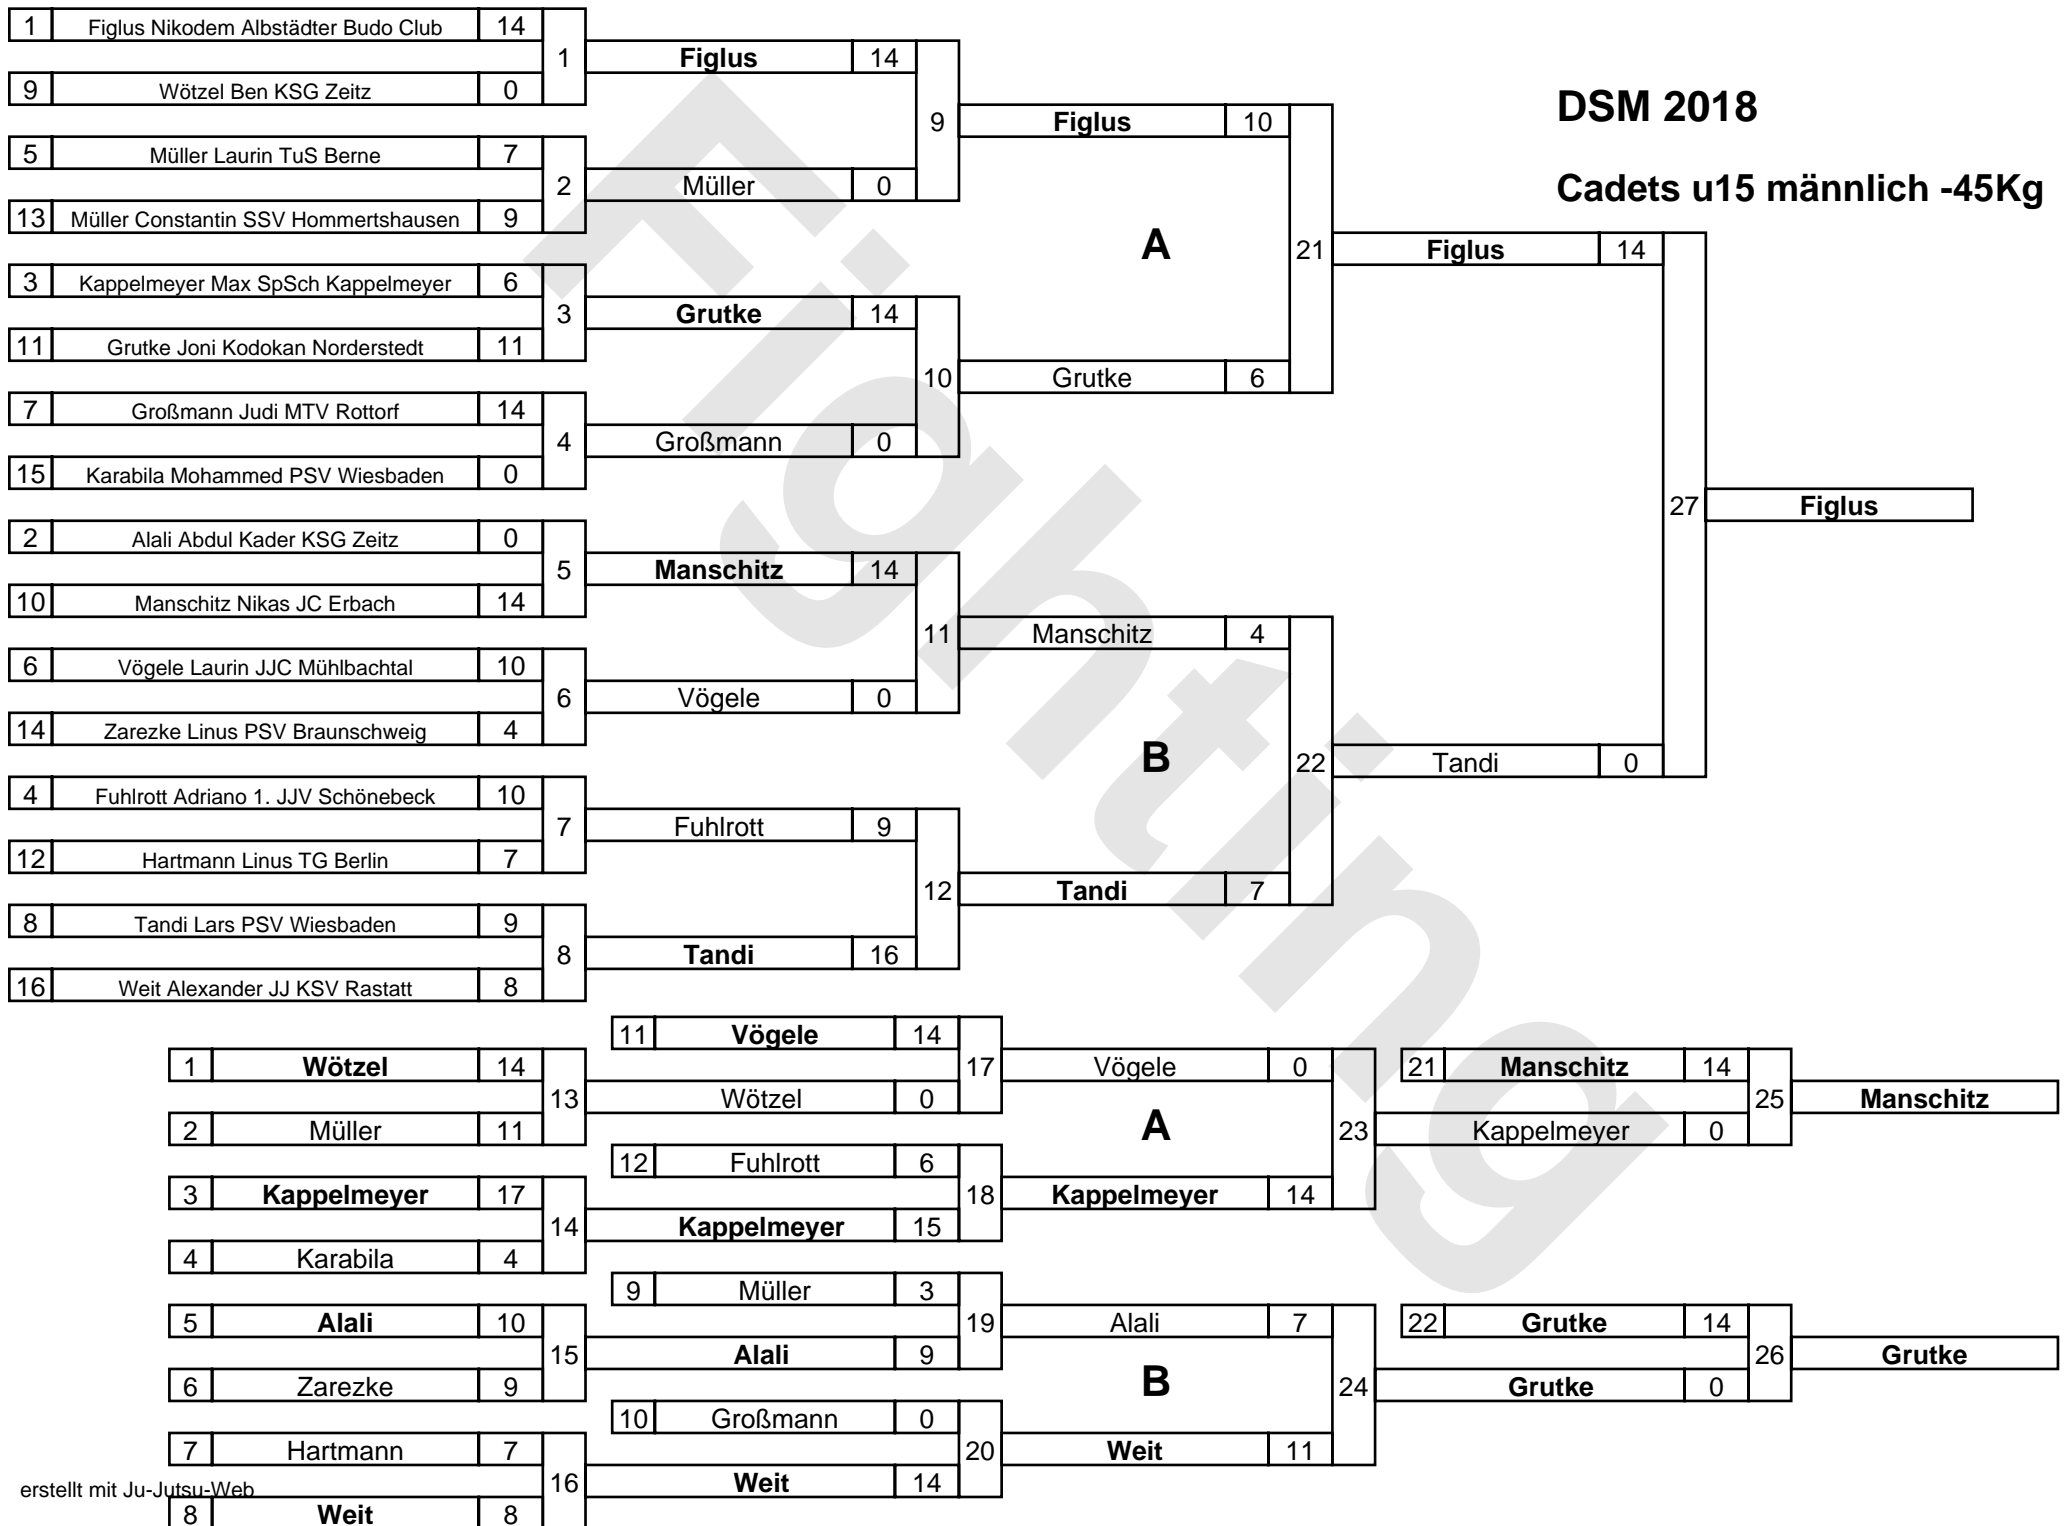 DSM 2018
Cadets u15 männlich -45Kg
1 Figlus Nikodem Albstädter Budo Club 14
9 Wötzel Ben KSG Zeitz 0
1
5 Müller Laurin TuS Berne 7
13 Müller Constantin SSV Hommertshausen 9
2
3 Kappelmeyer Max SpSch Kappelmeyer 6
11 Grutke Joni Kodokan Norderstedt 11
3
7 Großmann Judi MTV Rottorf 14
15 Karabila Mohammed PSV Wiesbaden 0
4
2 Alali Abdul Kader KSG Zeitz 0
10 Manschitz Nikas JC Erbach 14
5
6 Vögele Laurin JJC Mühlbachtal 10
14 Zarezke Linus PSV Braunschweig 4
6
4 Fuhlrott Adriano 1. JJV Schönebeck 10
12 Hartmann Linus TG Berlin 7
7
8 Tandi Lars PSV Wiesbaden 9
16 Weit Alexander JJ KSV Rastatt 8
8
Figlus 14
Müller 0
9
Grutke 14
Großmann 0
10
Manschitz 14
Vögele 0
11
Fuhlrott 9
Tandi 16
12
Figlus 10
A
Grutke 6
21
Manschitz 4
B
Tandi 7
22
Figlus 14
Tandi 0
27
Figlus
1 Wötzel 14
2 Müller 11
13
3 Kappelmeyer 17
4 Karabila 4
14
5 Alali 10
6 Zarezke 9
15
7 Hartmann 7
8 Weit 8
16
11 Vögele 14
Wötzel 0
17
12 Fuhlrott 6
Kappelmeyer 15
18
9 Müller 3
Alali 9
19
10 Großmann 0
Weit 14
20
Vögele 0
A
Kappelmeyer 14
23
Alali 7
B
Weit 11
24
21 Manschitz 14
Kappelmeyer 0
25
Manschitz
22 Grutke 14
Grutke 0
26
Grutke
erstellt mit Ju-Jutsu-Web
Fighting